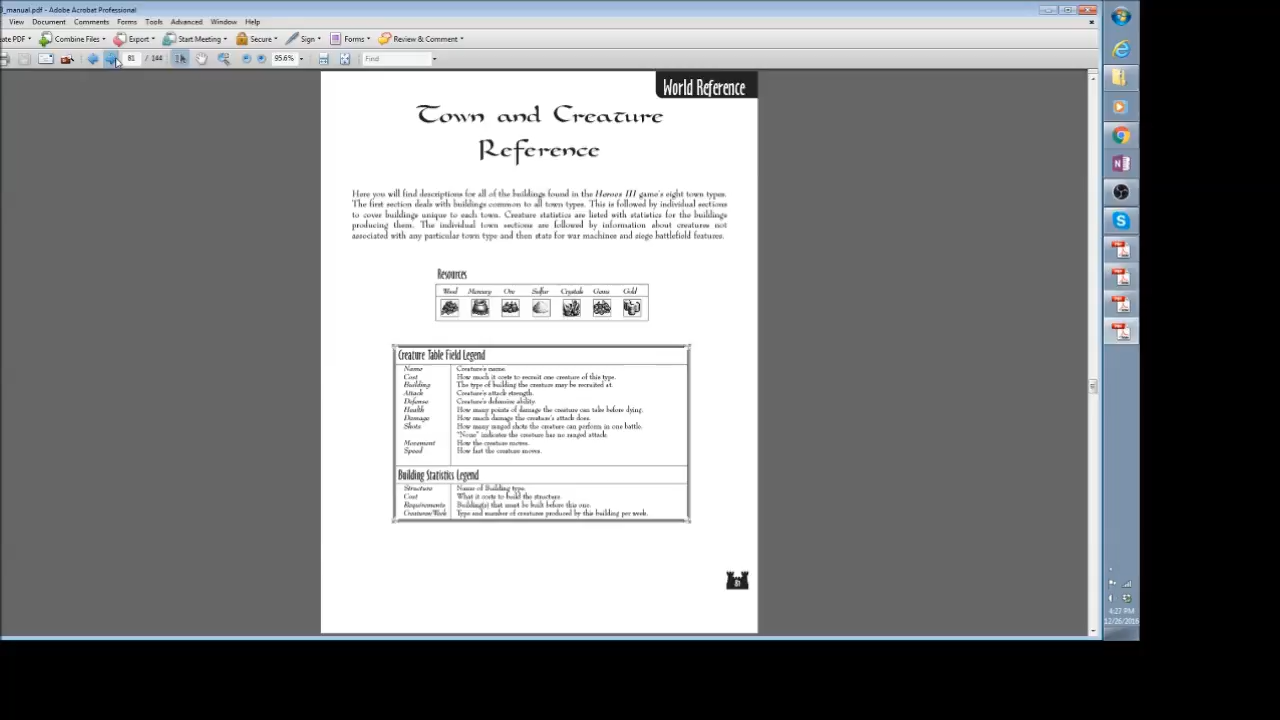 _manual.pdf - Adobe Acrobat Professional
View Document Comments Forms Tools Advanced Window Help
ate PDF Combine Files Export Start Meeting Secure Sign Forms Review & Comment
81 / 144 95.6% Find
World Reference
Town and Creature
Reference
Here you will find descriptions for all of the buildings found in the Heroes III game's eight town types.
The first section deals with buildings common to all town types. This is followed by individual sections
to cover buildings unique to each town. Creature statistics are listed with statistics for the buildings
producing them. The individual town sections are followed by information about creatures not
associated with any particular town type and then stats for war machines and siege battlefield features.
Resources
Wood Mercury Ore Sulfur Crystals Gems Gold
Creature Table Field Legend
Name Creature's name.
Cost How much it costs to recruit one creature of this type.
Building The type of building the creature may be recruited at.
Attack Creature's attack strength.
Defense Creature's defensive ability.
Health How many points of damage the creature can take before dying.
Damage How much damage the creature's attack does.
Shots How many ranged shots the creature can perform in one battle.
"None" indicates the creature has no ranged attack.
Movement How the creature moves.
Speed How fast the creature moves.
Building Statistics Legend
Structure Name of Building type.
Cost What it costs to build the structure.
Requirements Building(s) that must be built before this one.
Creatures/Week Type and number of creatures produced by this building per week.
81
4:27 PM
12/26/2016